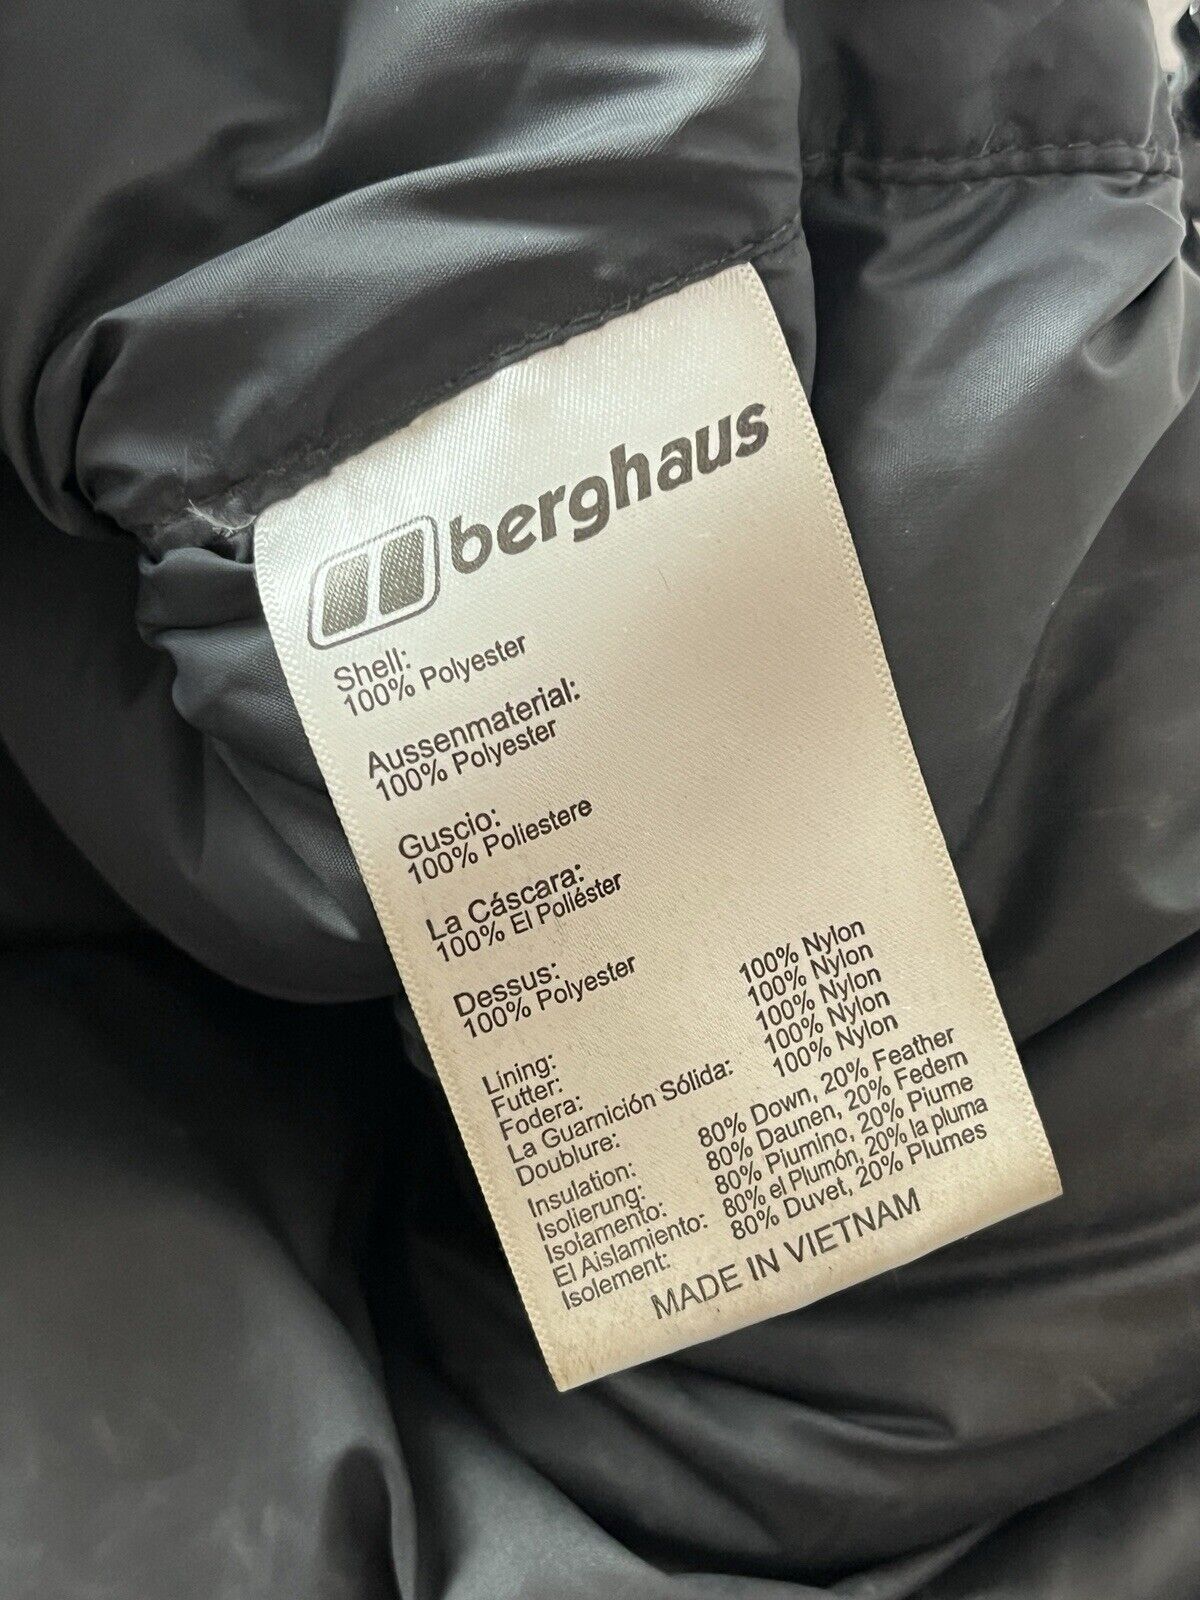 berghaus
Shell:
100% Polyester
Aussenmaterial:
100% Polyester
Guscio:
100% Poliestere
La Cáscara:
100% El Poliéster
Dessus:
100% Polyester
Lining: 100% Nylon
Futter: 100% Nylon
Fodera: 100% Nylon
La Guarnición Sólida: 100% Nylon
Doublure: 100% Nylon
Insulation: 80% Down, 20% Feather
Isolierung: 80% Daunen, 20% Federn
Isolamento: 80% Piumino, 20% Piume
El Aislamiento: 80% el Plumón, 20% la pluma
Isolement: 80% Duvet, 20% Plumes
MADE IN VIETNAM